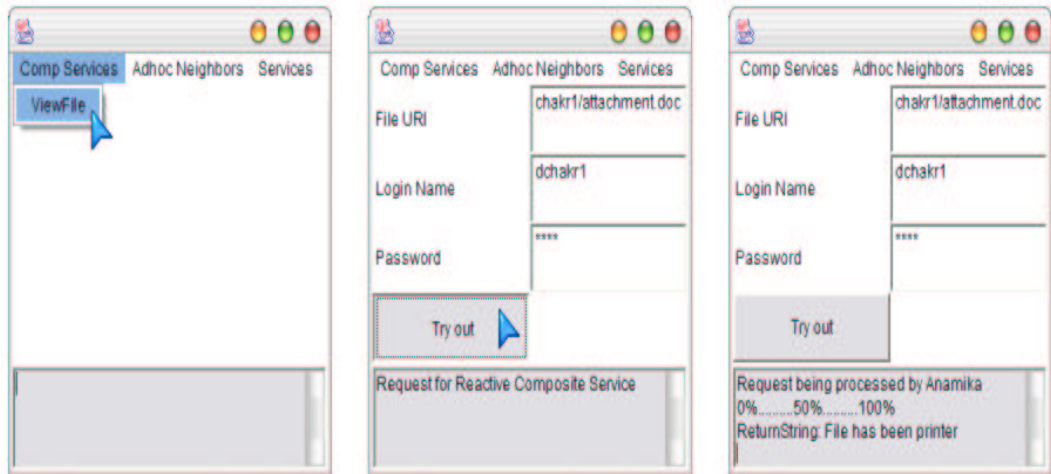 Comp Services Adhoc Neighbors Services
ViewFile
Comp Services Adhoc Neighbors Services
File URI
chakr1/attachment.doc
Login Name
dchakr1
Password
****
Try out
Request for Reactive Composite Service
Comp Services Adhoc Neighbors Services
File URI
chakr1/attachment.doc
Login Name
dchakr1
Password
****
Try out
Request being processed by Anamika
0%.........50%.........100%
ReturnString: File has been printer